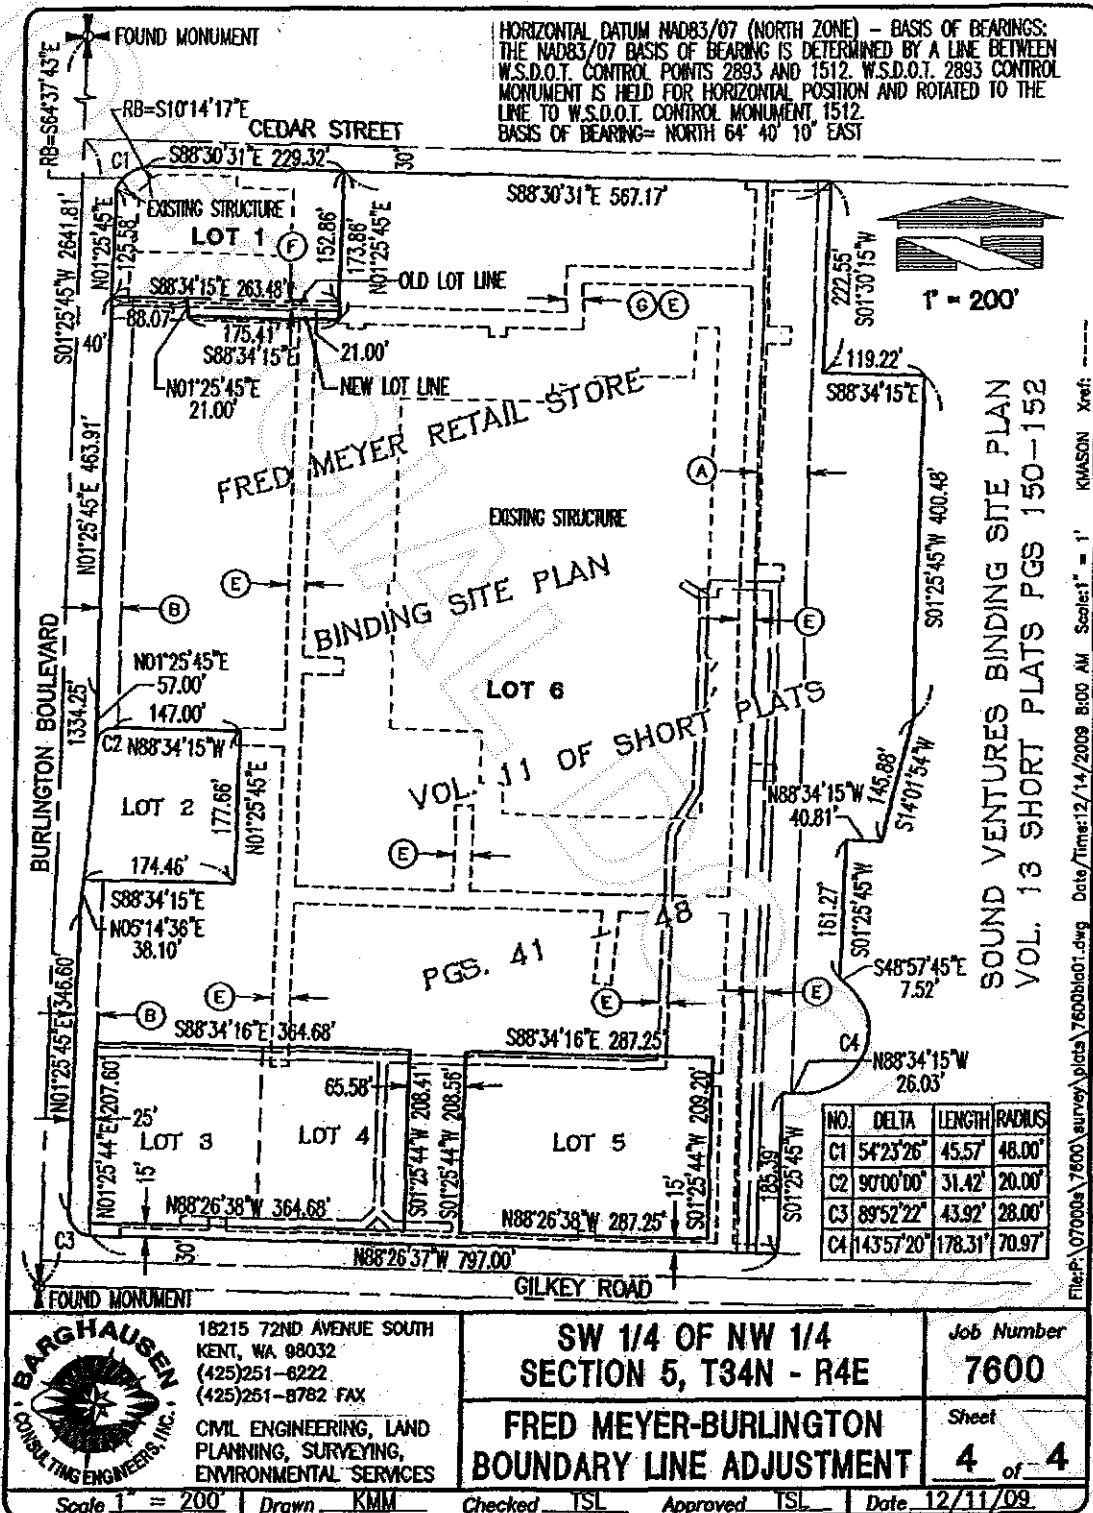 FOUND MONUMENT
HORIZONTAL DATUM NAD83/07 (NORTH ZONE) – BASIS OF BEARINGS:
THE NAD83/07 BASIS OF BEARING IS DETERMINED BY A LINE BETWEEN
W.S.D.O.T. CONTROL POINTS 2893 AND 1512. W.S.D.O.T. 2893 CONTROL
MONUMENT IS HELD FOR HORIZONTAL POSITION AND ROTATED TO THE
LINE TO W.S.D.O.T. CONTROL MONUMENT 1512.
BASIS OF BEARING= NORTH 64° 40' 10" EAST
RB=S64°37'43"E
RB=S10°14'17"E
CEDAR STREET
C1
S88°30'31"E 229.32'
30'
S88°30'31"E 567.17'
EXISTING STRUCTURE
LOT 1
F
N01°25'45"E
125.58'
152.86'
173.86'
N01°25'45"E
S01°25'45"W 2641.81'
S88°34'15"E 263.48'
OLD LOT LINE
88.07
40'
175.41'
S88°34'15"E
21.00'
NEW LOT LINE
N01°25'45"E
21.00'
G E
222.55'
S01°30'15"W
1" = 200'
119.22'
S88°34'15"E
FRED MEYER RETAIL STORE
EXISTING STRUCTURE
BINDING SITE PLAN
LOT 6
VOL. 11 OF SHORT PLATS
PGS. 41
48
A
E
B
E
N01°25'45"E 463.91'
S01°25'45"W 400.48'
SOUND VENTURES BINDING SITE PLAN
VOL. 13 SHORT PLATS PGS 150-152
BURLINGTON BOULEVARD
1334.25'
N01°25'45"E
57.00'
147.00'
C2
N88°34'15"W
LOT 2
177.66'
N01°25'45"E
174.46'
S88°34'15"E
N05°14'36"E
38.10'
E
N88°34'15"W
40.81'
145.88'
S14°01'54"W
161.27'
S01°25'45"W
S48°57'45"E
7.52'
E
B
E
E
N01°25'45"E 1346.60'
S88°34'16"E 364.68'
S88°34'16"E 287.25'
C4
N88°34'15"W
26.03'
65.58'
N01°25'44"E 207.60'
25'
LOT 3
LOT 4
S01°25'44"W 208.41'
S01°25'44"W 208.56'
LOT 5
S01°25'44"W 209.20'
185.39'
S01°25'45"W
15'
N88°26'38"W 364.68'
N88°26'38"W 287.25'
15'
C3
30'
N88°26'37"W 797.00'
GILKEY ROAD
FOUND MONUMENT
NO. DELTA LENGTH RADIUS
C1 54°23'26" 45.57' 48.00'
C2 90°00'00" 31.42' 20.00'
C3 89°52'22" 43.92' 28.00'
C4 143°57'20" 178.31' 70.97'
File:P:\07000s\7600\survey\plots\7600bla01.dwg Date/Time:12/14/2009 8:00 AM Scale:1" = 1' KMASON Xref:
BARGHAUSEN
CONSULTING ENGINEERS, INC.
18215 72ND AVENUE SOUTH
KENT, WA 98032
(425)251-6222
(425)251-8782 FAX
CIVIL ENGINEERING, LAND
PLANNING, SURVEYING,
ENVIRONMENTAL SERVICES
SW 1/4 OF NW 1/4
SECTION 5, T34N - R4E
FRED MEYER-BURLINGTON
BOUNDARY LINE ADJUSTMENT
Job Number
7600
Sheet
4 of 4
Scale 1" = 200' Drawn KMM Checked TSL Approved TSL Date 12/11/09